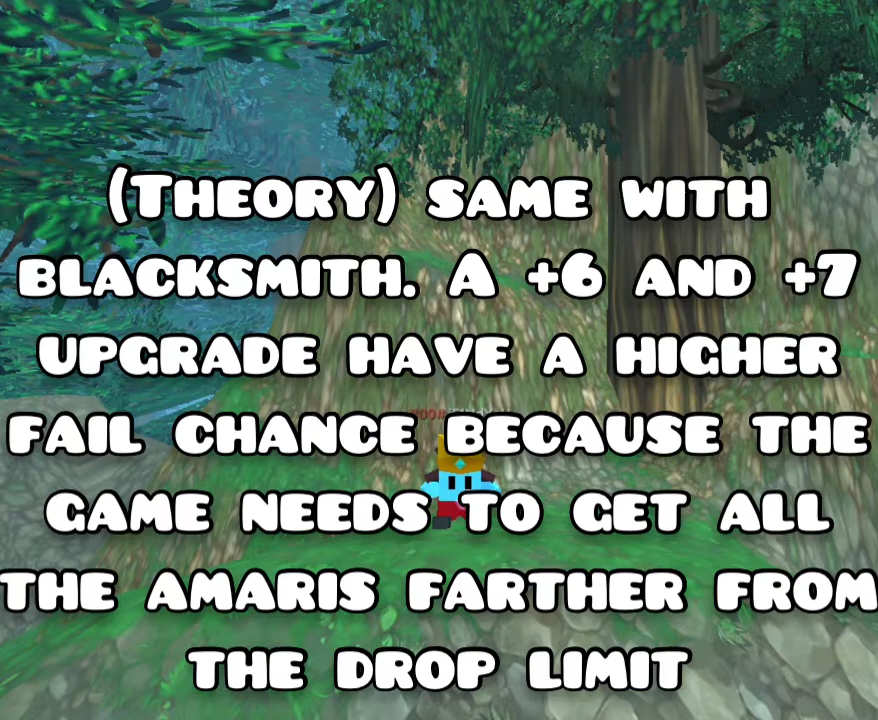 (Theory) same with
blacksmith. A +6 and +7
upgrade have a higher
fail chance because the
game needs to get all
the amaris farther from
the drop limit